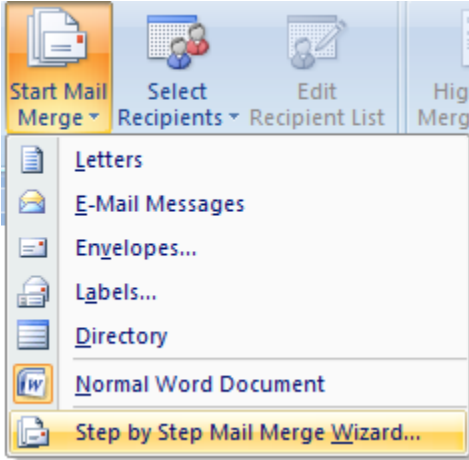 Start Mail Merge
Select Recipients
Edit Recipient List
Letters
E-Mail Messages
Envelopes...
Labels...
Directory
Normal Word Document
Step by Step Mail Merge Wizard...